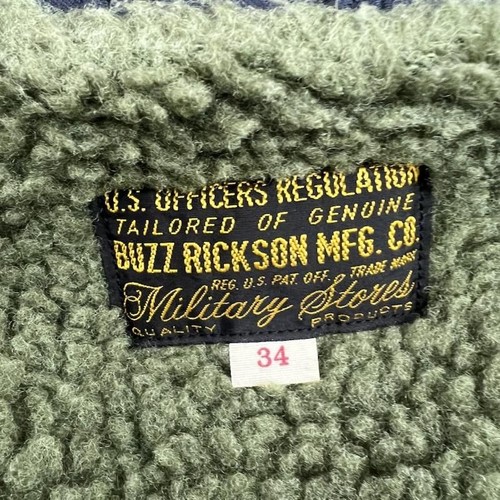 U.S. OFFICERS REGULATION
TAILORED OF GENUINE
BUZZ RICKSON MFG. CO.
REG. U.S. PAT. OFF. TRADE MARK
Military Stores
QUALITY PRODUCTS
34